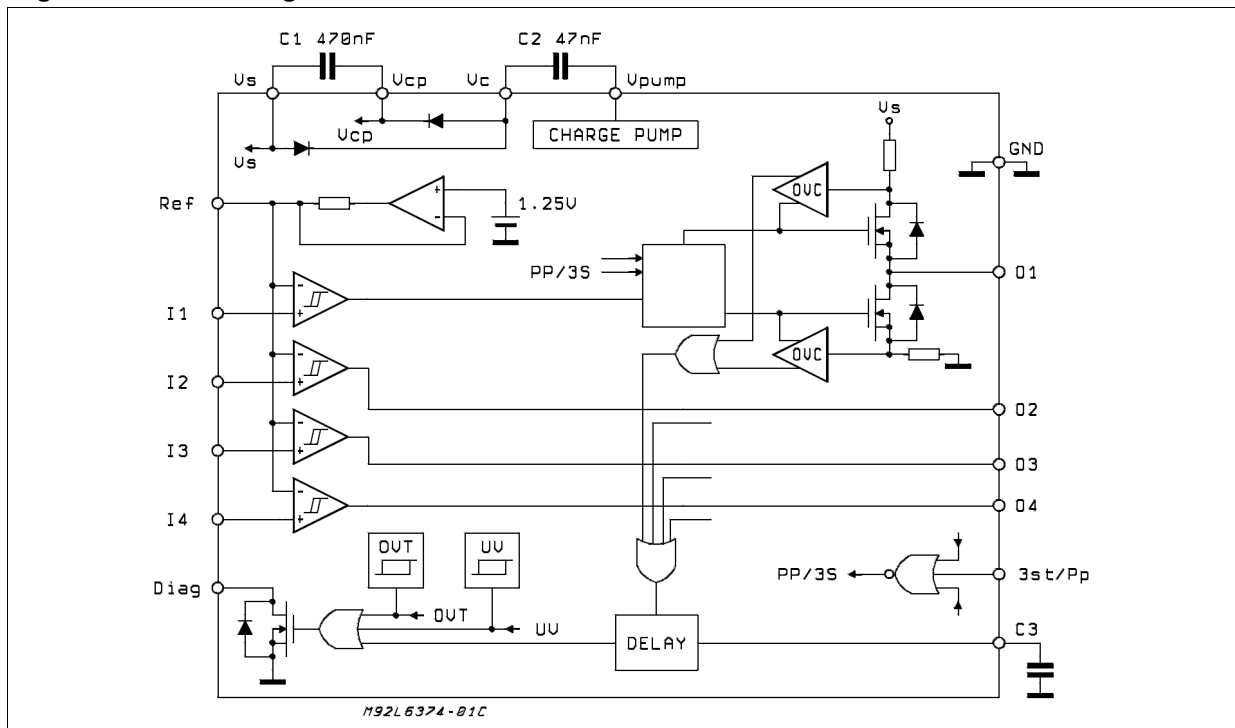 C1 470nF
C2 47nF
Vs
Vcp
Vc
Vpump
Vs
Vcp
CHARGE PUMP
Vs
GND
Ref
+
-
1.25V
OVC
PP/3S
O1
-
+
I1
OVC
-
+
I2
O2
-
+
I3
O3
-
+
I4
O4
OVT
UV
PP/3S
3st/Pp
Diag
OVT
UV
DELAY
C3
M92L6374-01C